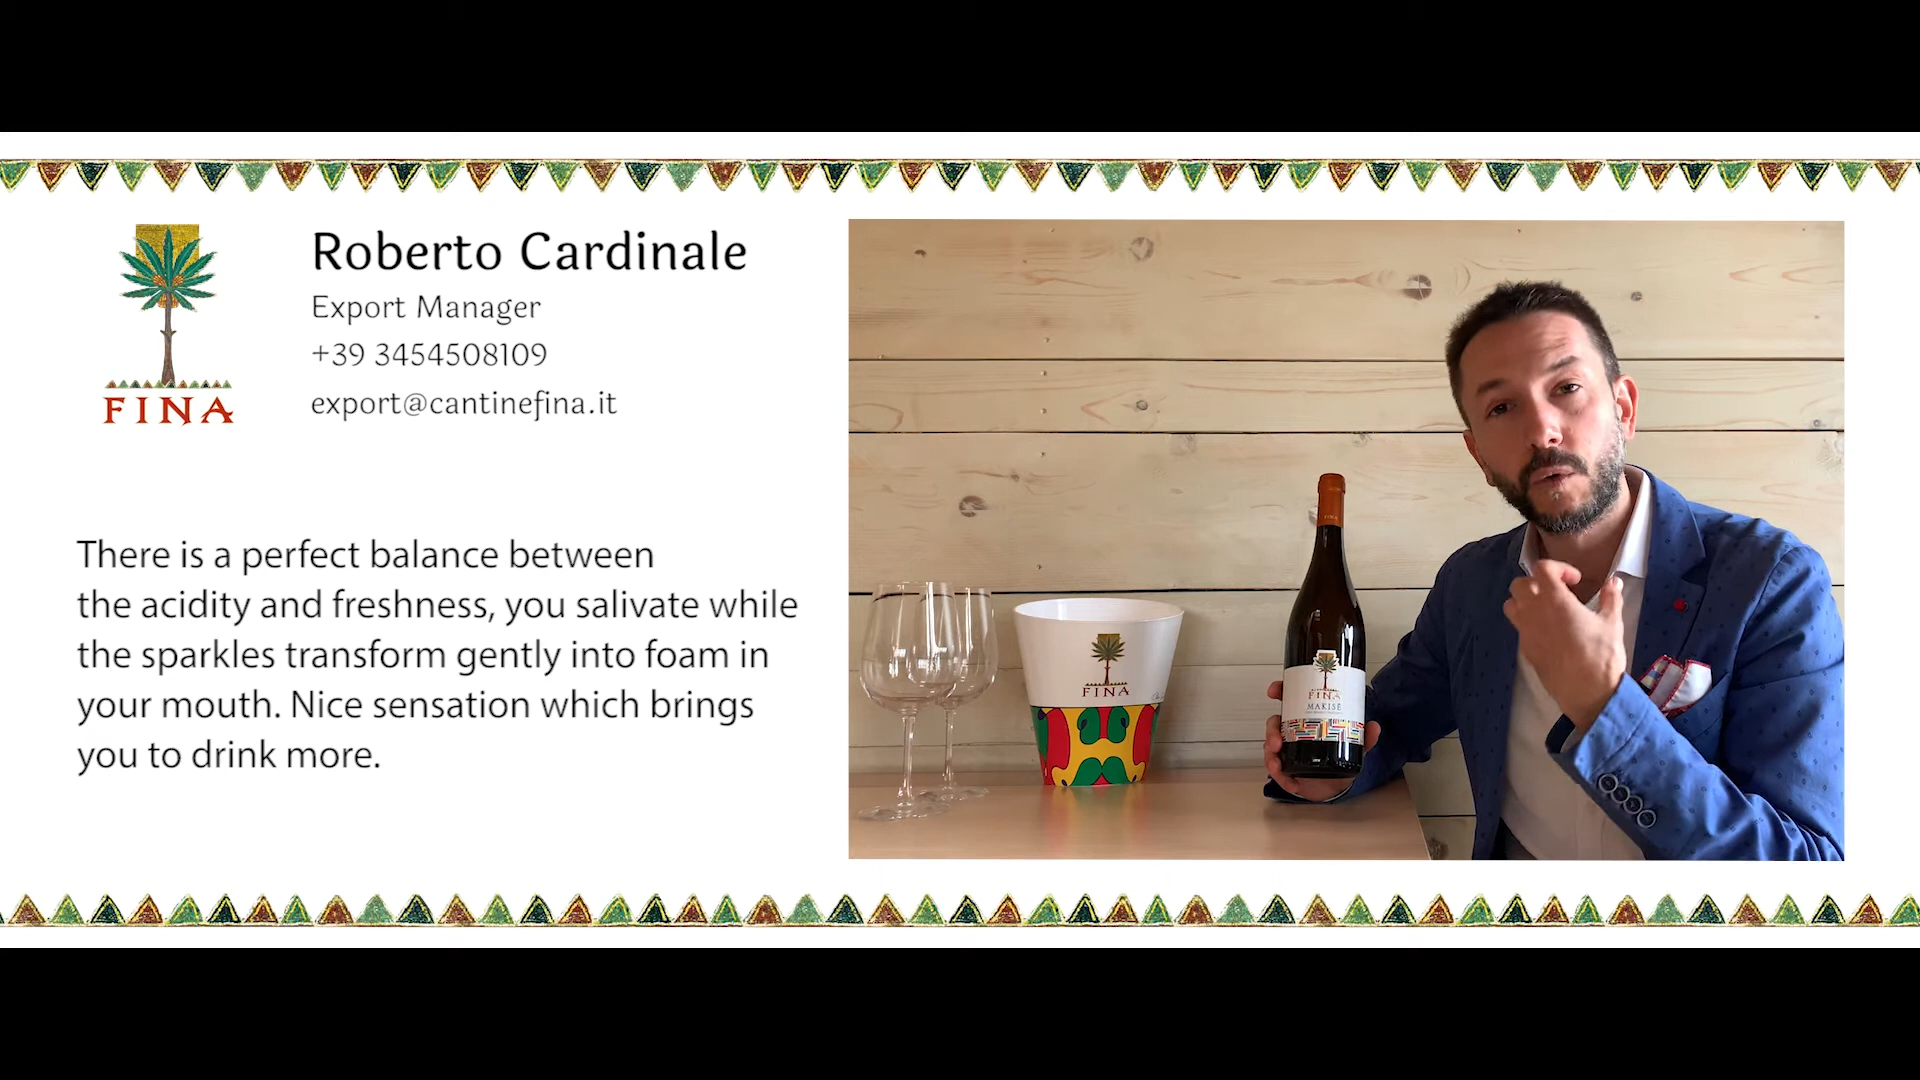 FINA
Roberto Cardinale
Export Manager
+39 3454508109
export@cantinefina.it
There is a perfect balance between
the acidity and freshness, you salivate while
the sparkles transform gently into foam in
your mouth. Nice sensation which brings
you to drink more.
FINA
FINA
MAKISÉ